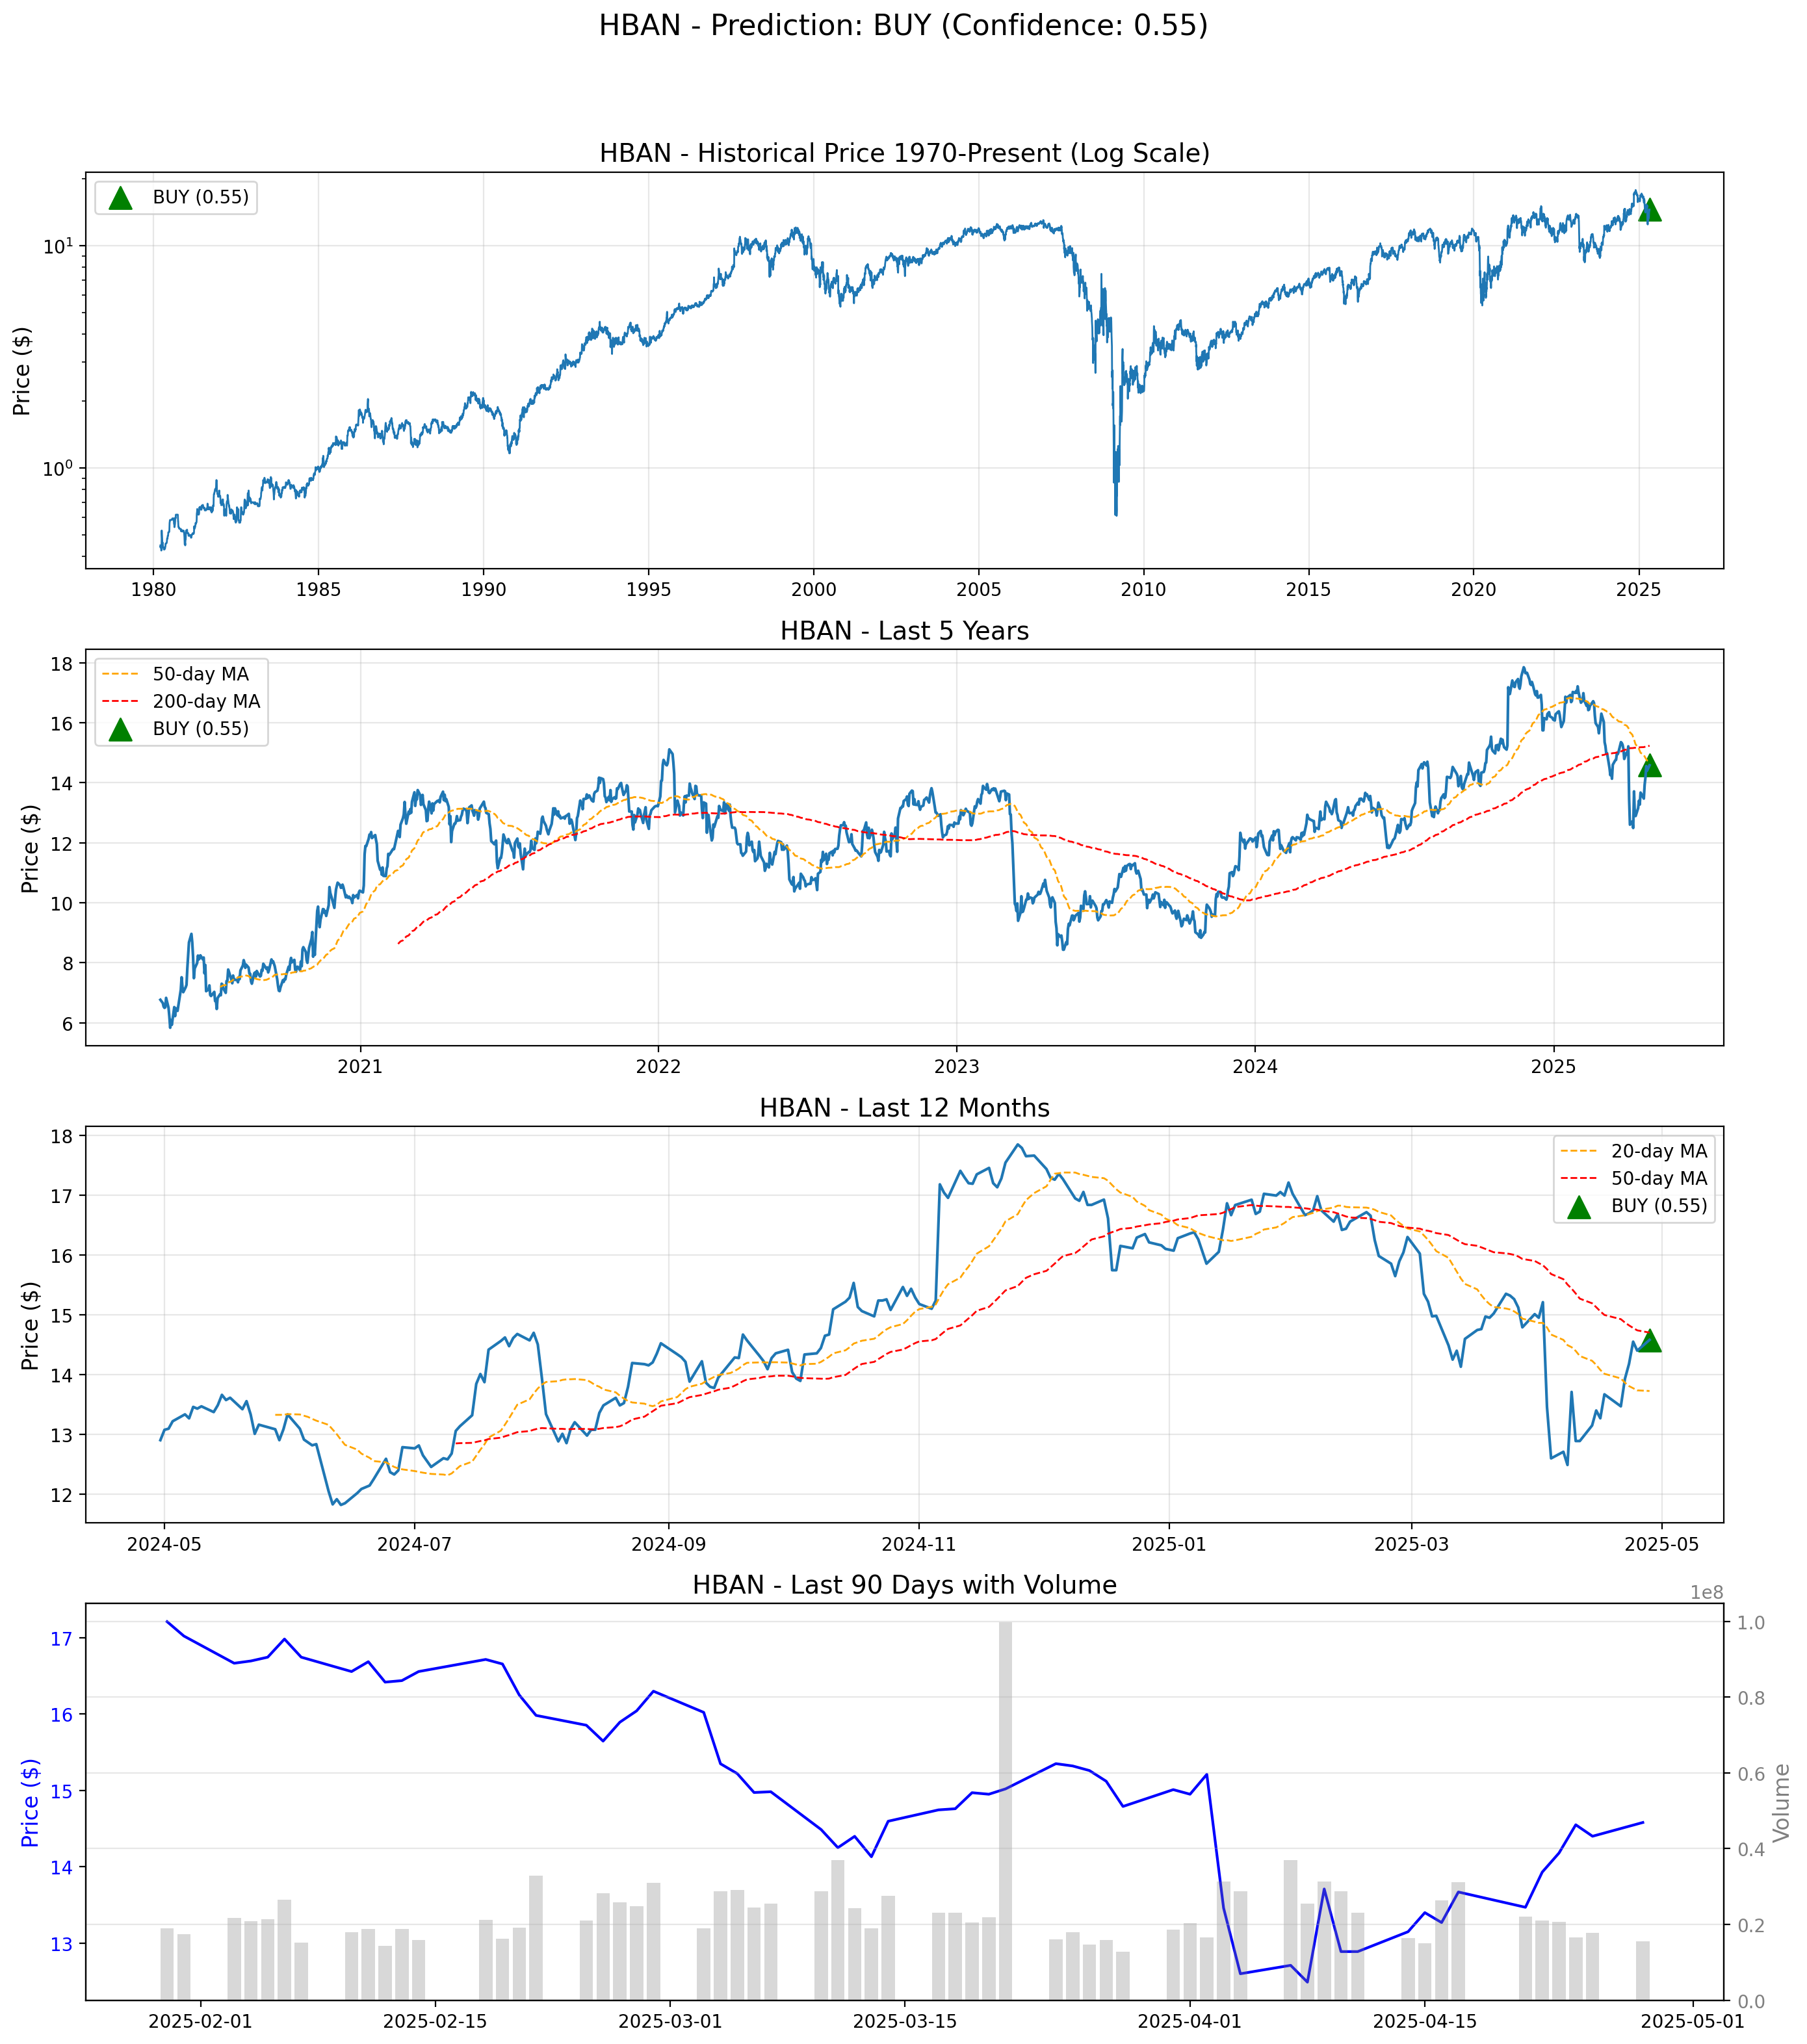 HBAN - Prediction: BUY (Confidence: 0.55)
HBAN - Historical Price 1970-Present (Log Scale)
BUY (0.55)
Price ($)
10¹
10⁰
1980 1985 1990 1995 2000 2005 2010 2015 2020 2025
HBAN - Last 5 Years
50-day MA
200-day MA
BUY (0.55)
Price ($)
18
16
14
12
10
8
6
2021 2022 2023 2024 2025
HBAN - Last 12 Months
20-day MA
50-day MA
BUY (0.55)
Price ($)
18
17
16
15
14
13
12
2024-05 2024-07 2024-09 2024-11 2025-01 2025-03 2025-05
HBAN - Last 90 Days with Volume
1e8
Price ($)
17
16
15
14
13
1.0
0.8
0.6
0.4
0.2
0.0
Volume
2025-02-01 2025-02-15 2025-03-01 2025-03-15 2025-04-01 2025-04-15 2025-05-01